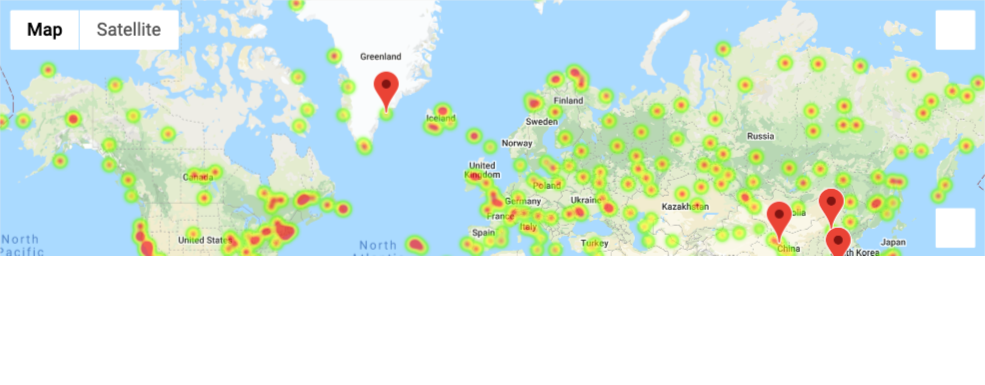 Map
Satellite
Greenland
Iceland
Finland
Sweden
Norway
Russia
Canada
United
Kingdom
Poland
Germany
Ukraine
Kazakhstan
France
Italy
Spain
Turkey
United States
North
Pacific
North
China
Japan
th Korea